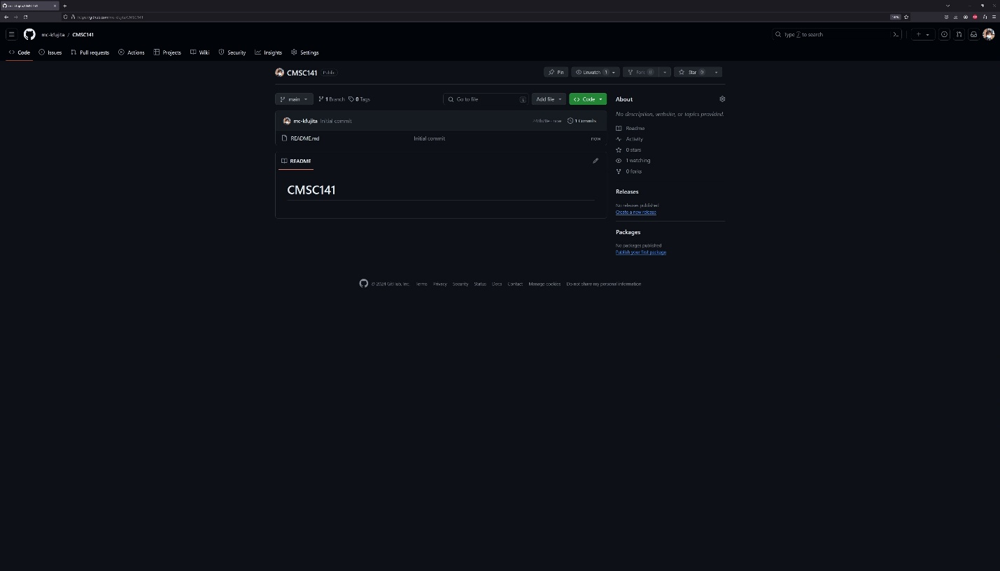 mc-kfujita/CMSC141
https://github.com/mc-kfujita/CMSC141
mc-kfujita / CMSC141
Type / to search
Code Issues Pull requests Actions Projects Wiki Security Insights Settings
CMSC141 Public
Pin Unwatch 1 Fork 0 Star 0
main 1 Branch 0 Tags Go to file t Add file Code
mc-kfujita Initial commit now 1 Commits
README.md Initial commit now
README
CMSC141
About
No description, website, or topics provided.
Readme
Activity
0 stars
1 watching
0 forks
Releases
No releases published
Create a new release
Packages
No packages published
Publish your first package
© 2024 GitHub, Inc. Terms Privacy Security Status Docs Contact Manage cookies Do not share my personal information